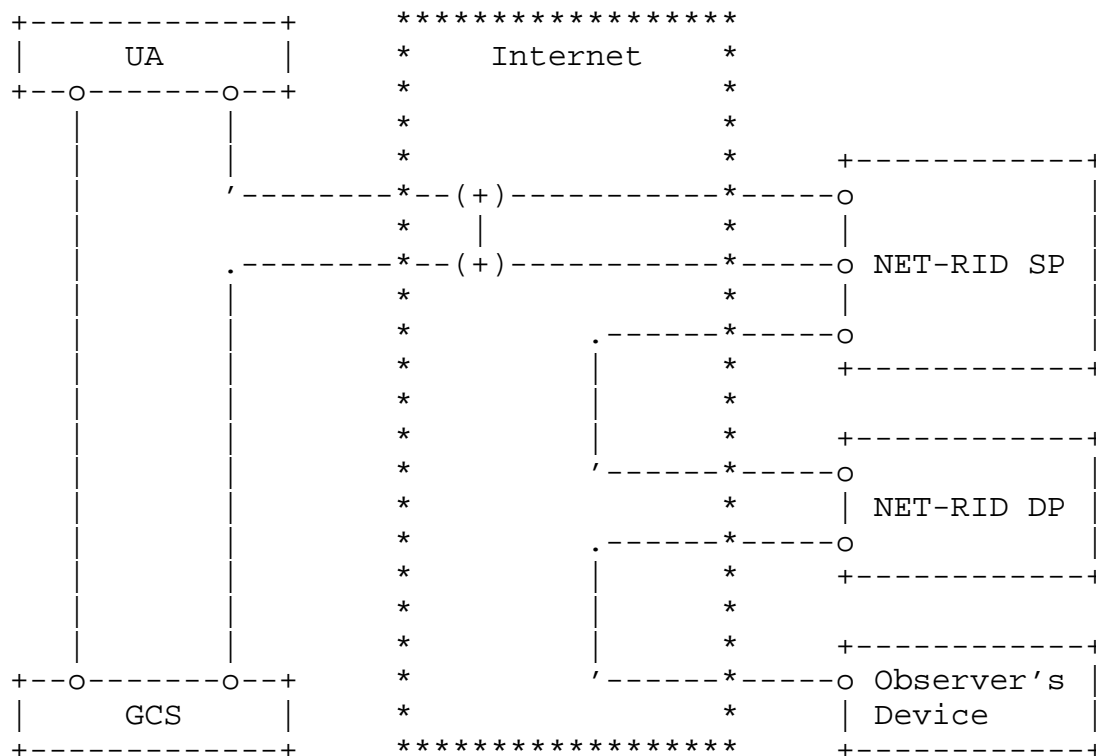 UA
Internet
NET-RID SP
NET-RID DP
Observer's
GCS
Device